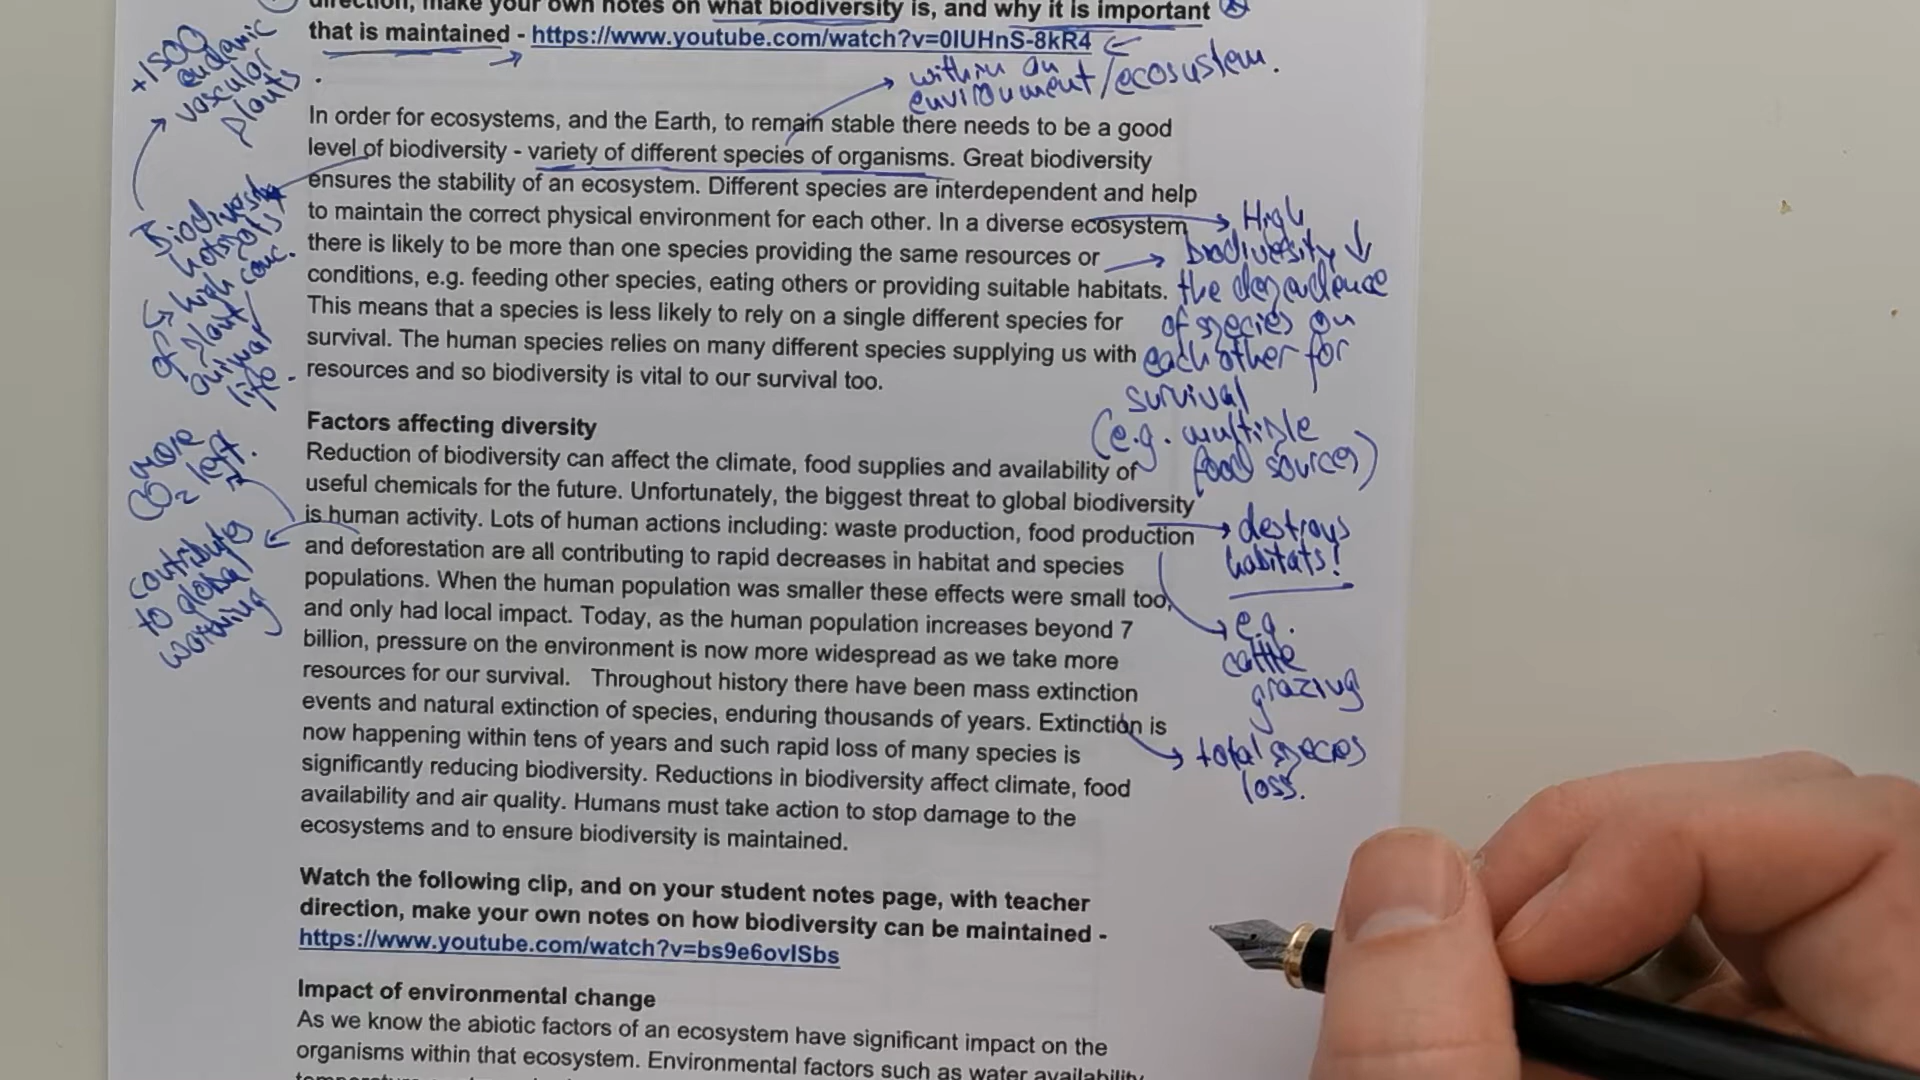 direction, make your own notes on what biodiversity is, and why it is important
that is maintained - https://www.youtube.com/watch?v=0IUHnS-8kR4
within an
environment/ecosystem.
+1500
endemic
vascular
plants
In order for ecosystems, and the Earth, to remain stable there needs to be a good
level of biodiversity - variety of different species of organisms. Great biodiversity
ensures the stability of an ecosystem. Different species are interdependent and help
to maintain the correct physical environment for each other. In a diverse ecosystem
there is likely to be more than one species providing the same resources or
conditions, e.g. feeding other species, eating others or providing suitable habitats.
This means that a species is less likely to rely on a single different species for
survival. The human species relies on many different species supplying us with
resources and so biodiversity is vital to our survival too.
Biodiversity
hotspots
high conc.
of plant
animal
life.
High
biodiversity ↓
the dependence
of species on
each other for
survival
(e.g. multiple
food sources)
Factors affecting diversity
Reduction of biodiversity can affect the climate, food supplies and availability of
useful chemicals for the future. Unfortunately, the biggest threat to global biodiversity
is human activity. Lots of human actions including: waste production, food production
and deforestation are all contributing to rapid decreases in habitat and species
populations. When the human population was smaller these effects were small too,
and only had local impact. Today, as the human population increases beyond 7
billion, pressure on the environment is now more widespread as we take more
resources for our survival. Throughout history there have been mass extinction
events and natural extinction of species, enduring thousands of years. Extinction is
now happening within tens of years and such rapid loss of many species is
significantly reducing biodiversity. Reductions in biodiversity affect climate, food
availability and air quality. Humans must take action to stop damage to the
ecosystems and to ensure biodiversity is maintained.
more
CO₂ left.
contributes
to global
warming
destroys
habitats!
e.g.
cattle
grazing
total species
loss.
Watch the following clip, and on your student notes page, with teacher
direction, make your own notes on how biodiversity can be maintained -
https://www.youtube.com/watch?v=bs9e6ovISbs
Impact of environmental change
As we know the abiotic factors of an ecosystem have significant impact on the
organisms within that ecosystem. Environmental factors such as water availability,